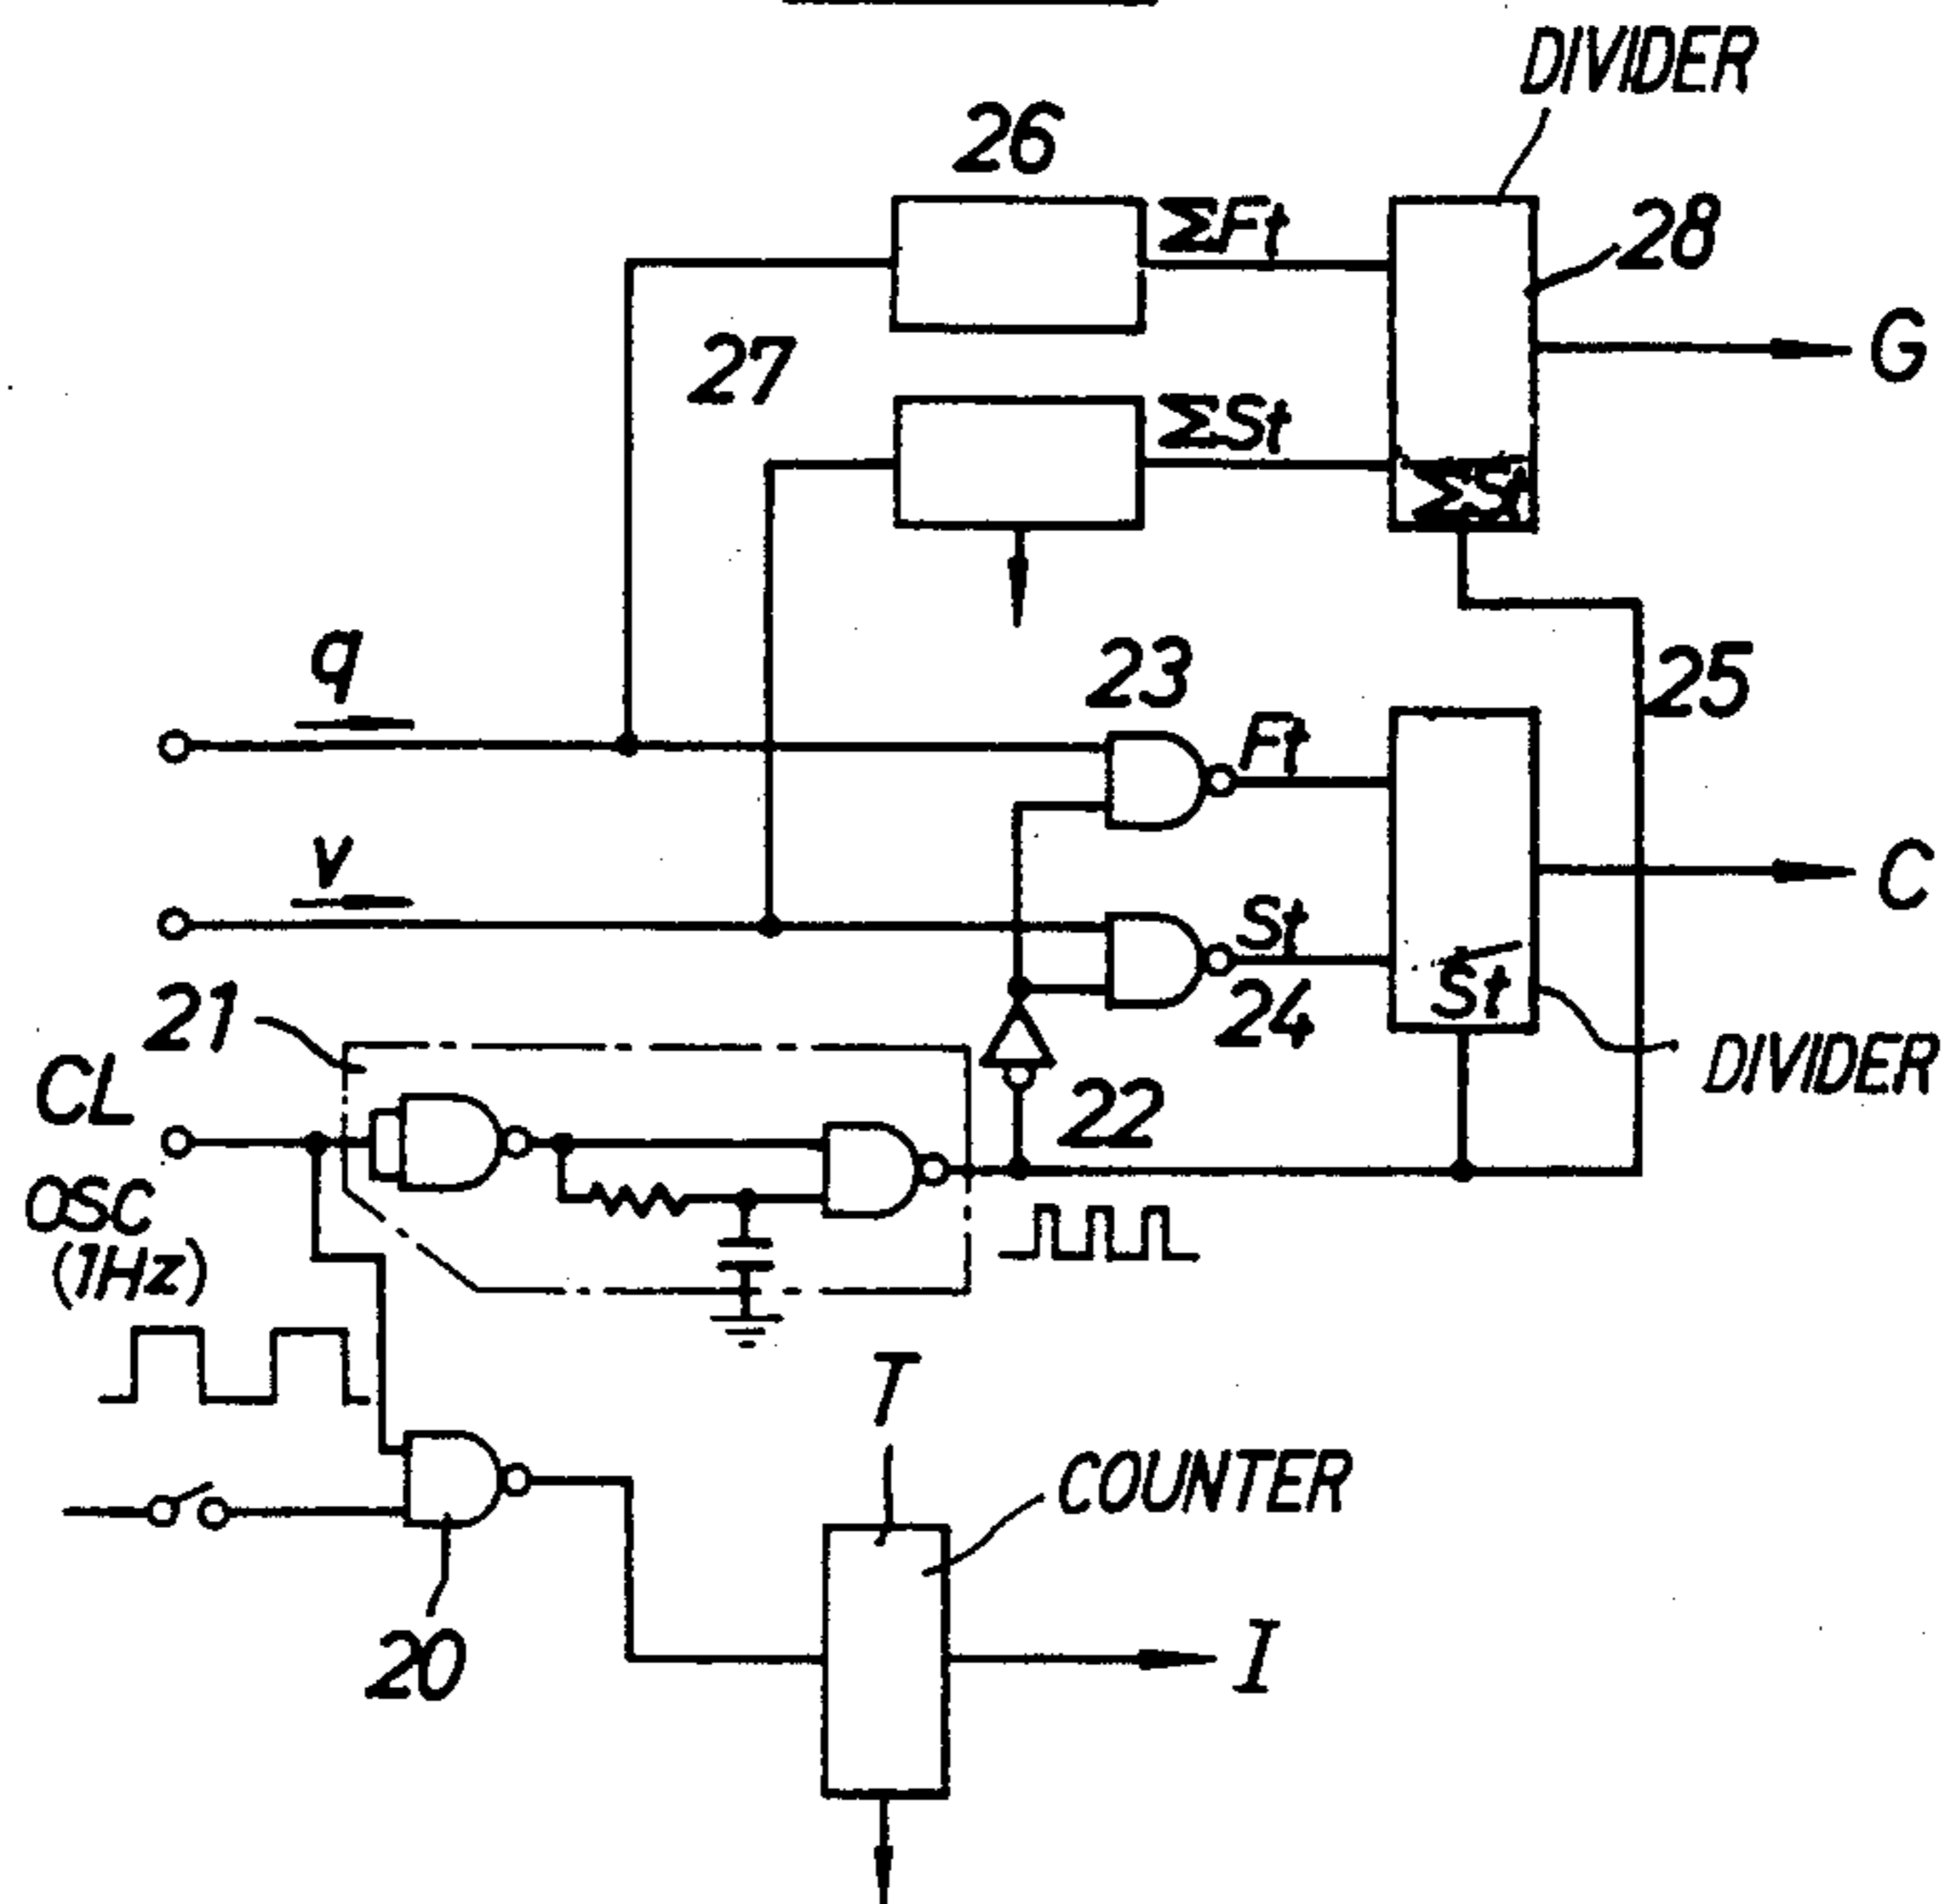 DIVIDER
26
ΣFt
28
27
G
ΣSt
ΣSt
q
23
25
Ft
v
C
St
21
24
St
CL
DIVIDER
22
OSC
(1Hz)
T
COUNTER
20
I